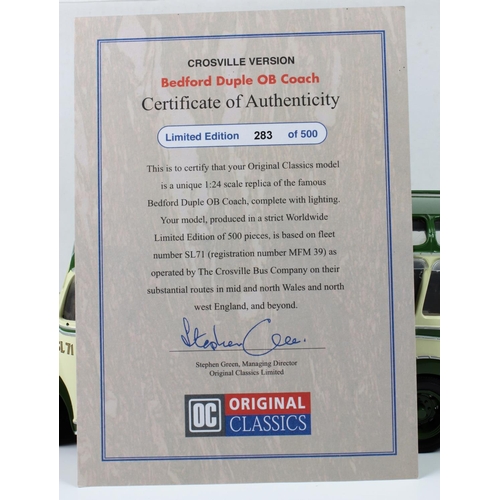 CROSVILLE VERSION
Bedford Duple OB Coach
Certificate of Authenticity
Limited Edition 283 of 500
This is to certify that your Original Classics model
is a unique 1:24 scale replica of the famous
Bedford Duple OB Coach, complete with lighting.
Your model, produced in a strict Worldwide
Limited Edition of 500 pieces, is based on fleet
number SL71 (registration number MFM 39) as
operated by The Crosville Bus Company on their
substantial routes in mid and north Wales and north
west England, and beyond.
Stephen Green, Managing Director
Original Classics Limited
OC ORIGINAL
CLASSICS
SL71